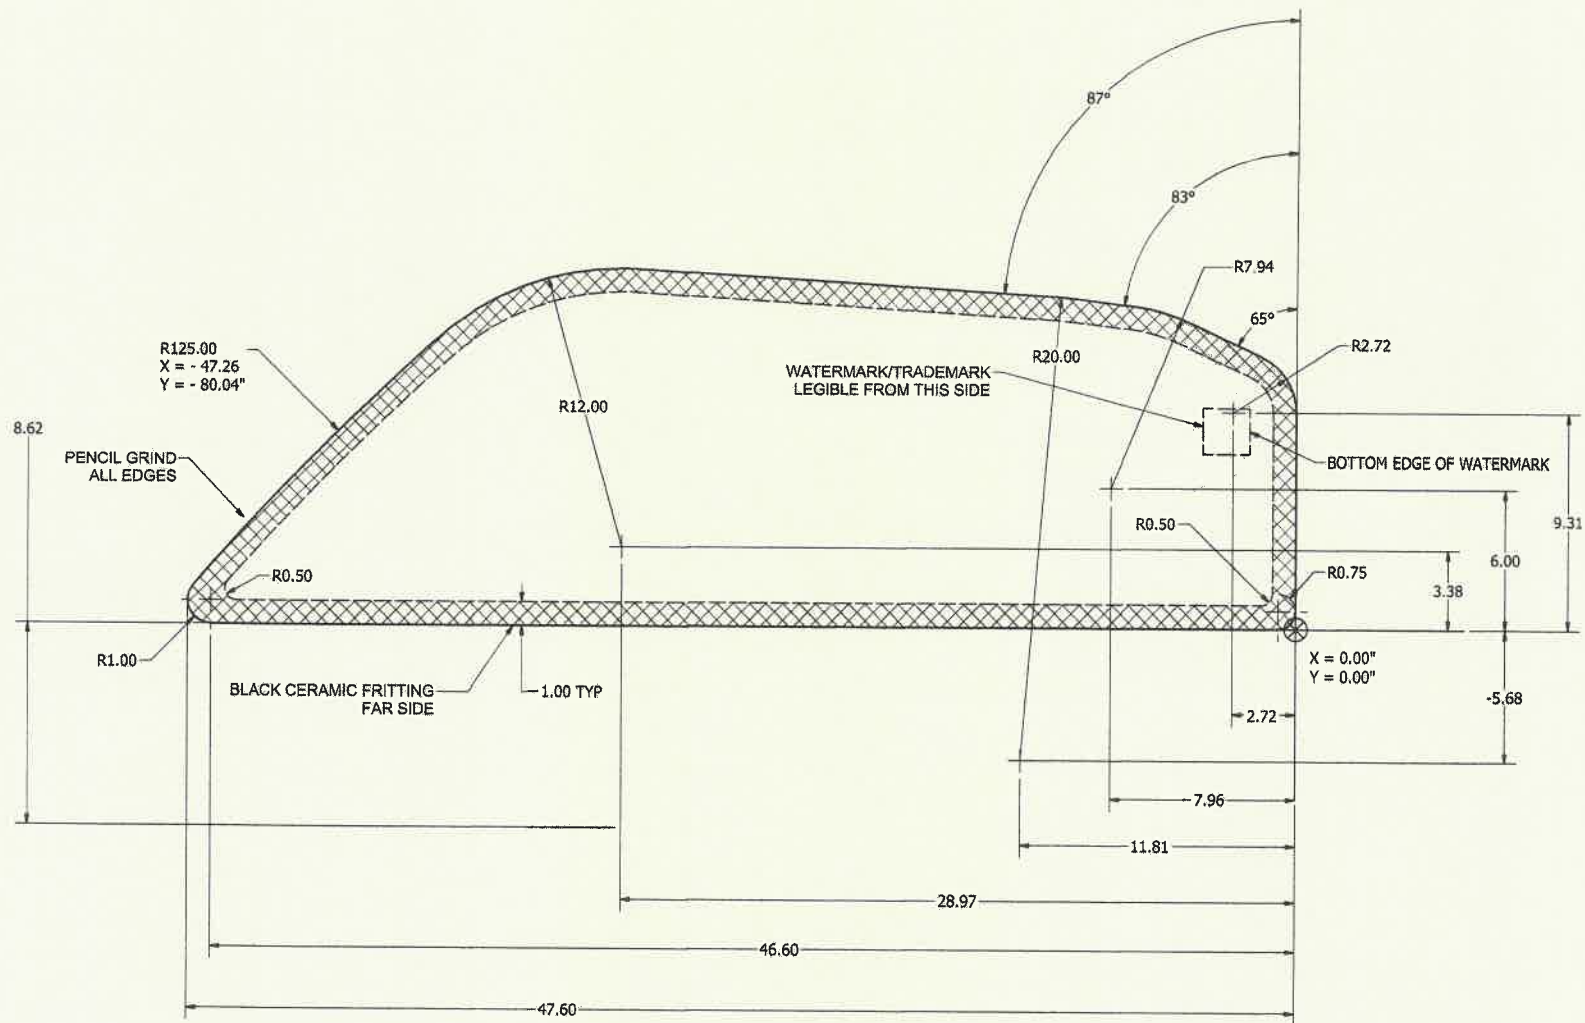 87°
83°
R7.94
65°
R2.72
R125.00
X = - 47.26
Y = - 80.04"
R20.00
WATERMARK/TRADEMARK
LEGIBLE FROM THIS SIDE
R12.00
8.62
PENCIL GRIND
ALL EDGES
BOTTOM EDGE OF WATERMARK
R0.50
9.31
6.00
R0.50
R0.75
3.38
R1.00
X = 0.00"
Y = 0.00"
BLACK CERAMIC FRITTING
FAR SIDE
1.00 TYP
-5.68
2.72
7.96
11.81
28.97
46.60
47.60